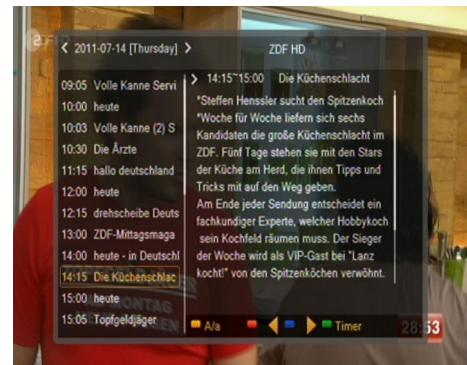 ZDF
< 2011-07-14 [Thursday] > ZDF HD
09:05 Volle Kanne Servi
10:00 heute
10:03 Volle Kanne (2) S
10:30 Die Ärzte
11:15 hallo deutschland
12:00 heute
12:15 drehscheibe Deuts
13:00 ZDF-Mittagsmaga
14:00 heute - in Deutschl
14:15 Die Küchenschlac
15:00 heute
15:05 Topfgeldjäger
> 14:15~15:00 Die Küchenschlacht
"Steffen Henssler sucht den Spitzenkoch
"Woche für Woche liefern sich sechs
Kandidaten die große Küchenschlacht im
ZDF. Fünf Tage stehen sie mit den Stars
der Küche am Herd, die ihnen Tipps und
Tricks mit auf den Weg geben.
Am Ende jeder Sendung entscheidet ein
fachkundiger Experte, welcher Hobbykoch
sein Kochfeld räumen muss. Der Sieger
der Woche wird als VIP-Gast bei "Lanz
kocht!" von den Spitzenköchen verwöhnt.
A/a Timer
28:53
MONTAG